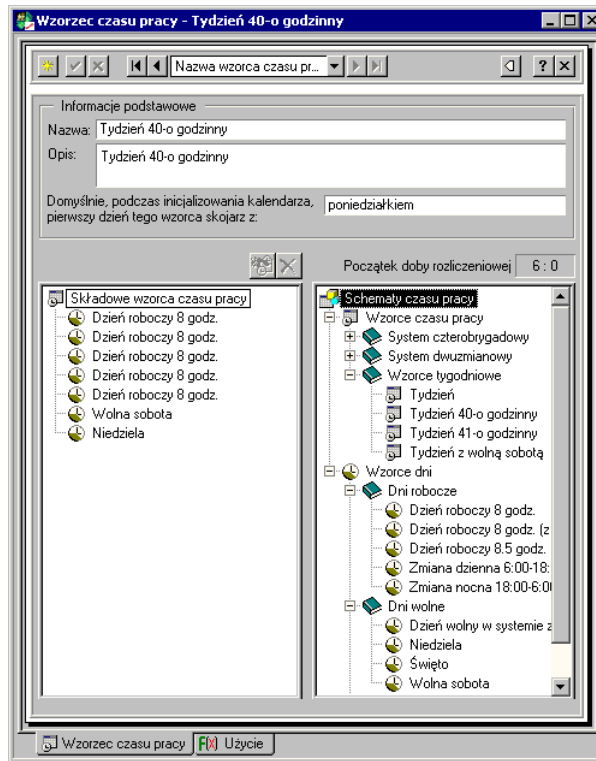 Wzorzec czasu pracy - Tydzień 40-o godzinny
Nazwa wzorca czasu pr...
Informacje podstawowe
Nazwa: Tydzień 40-o godzinny
Opis: Tydzień 40-o godzinny
Domyślnie, podczas inicjalizowania kalendarza,
pierwszy dzień tego wzorca skojarz z: poniedziałkiem
Początek doby rozliczeniowej 6 : 0
Składowe wzorca czasu pracy
Dzień roboczy 8 godz.
Dzień roboczy 8 godz.
Dzień roboczy 8 godz.
Dzień roboczy 8 godz.
Dzień roboczy 8 godz.
Wolna sobota
Niedziela
Schematy czasu pracy
Wzorce czasu pracy
System czterobrygadowy
System dwuzmianowy
Wzorce tygodniowe
Tydzień
Tydzień 40-o godzinny
Tydzień 41-o godzinny
Tydzień z wolną sobotą
Wzorce dni
Dni robocze
Dzień roboczy 8 godz.
Dzień roboczy 8 godz. (z
Dzień roboczy 8.5 godz.
Zmiana dzienna 6:00-18:
Zmiana nocna 18:00-6:00
Dni wolne
Dzień wolny w systemie z
Niedziela
Święto
Wolna sobota
Wzorzec czasu pracy F(X) Użycie